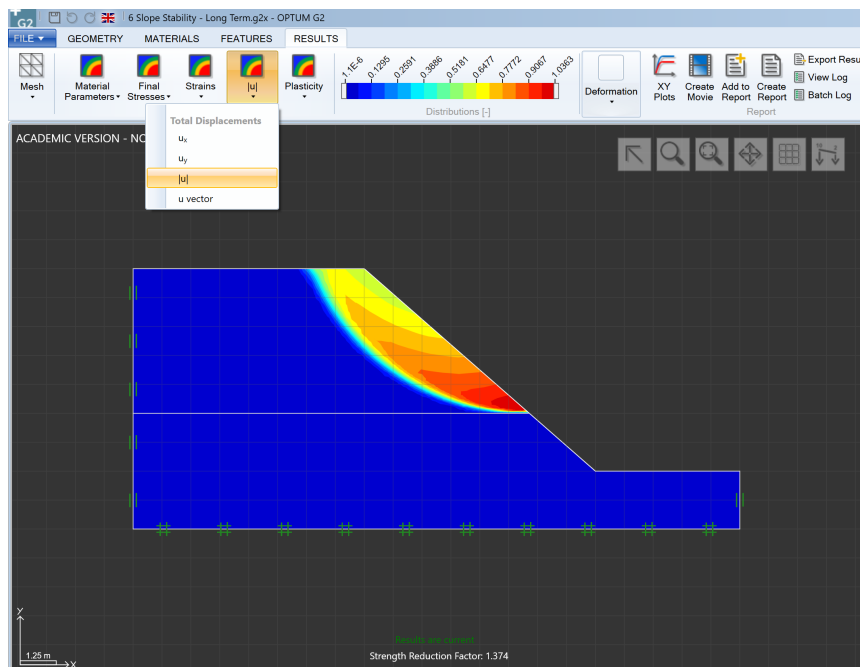 G2
6 Slope Stability - Long Term.g2x - OPTUM G2
FILE GEOMETRY MATERIALS FEATURES RESULTS
Mesh
Material Parameters
Final Stresses
Strains
|u|
Plasticity
1.1E-6 0.1295 0.2591 0.3886 0.5181 0.6477 0.7772 0.9067 1.0363
Distributions [-]
Deformation
XY Plots
Create Movie
Add to Report
Create Report
Export Resu
View Log
Batch Log
Report
Total Displacements
ux
uy
|u|
u vector
ACADEMIC VERSION - NO
Results are current
Strength Reduction Factor: 1.374
y
1.25 m
x